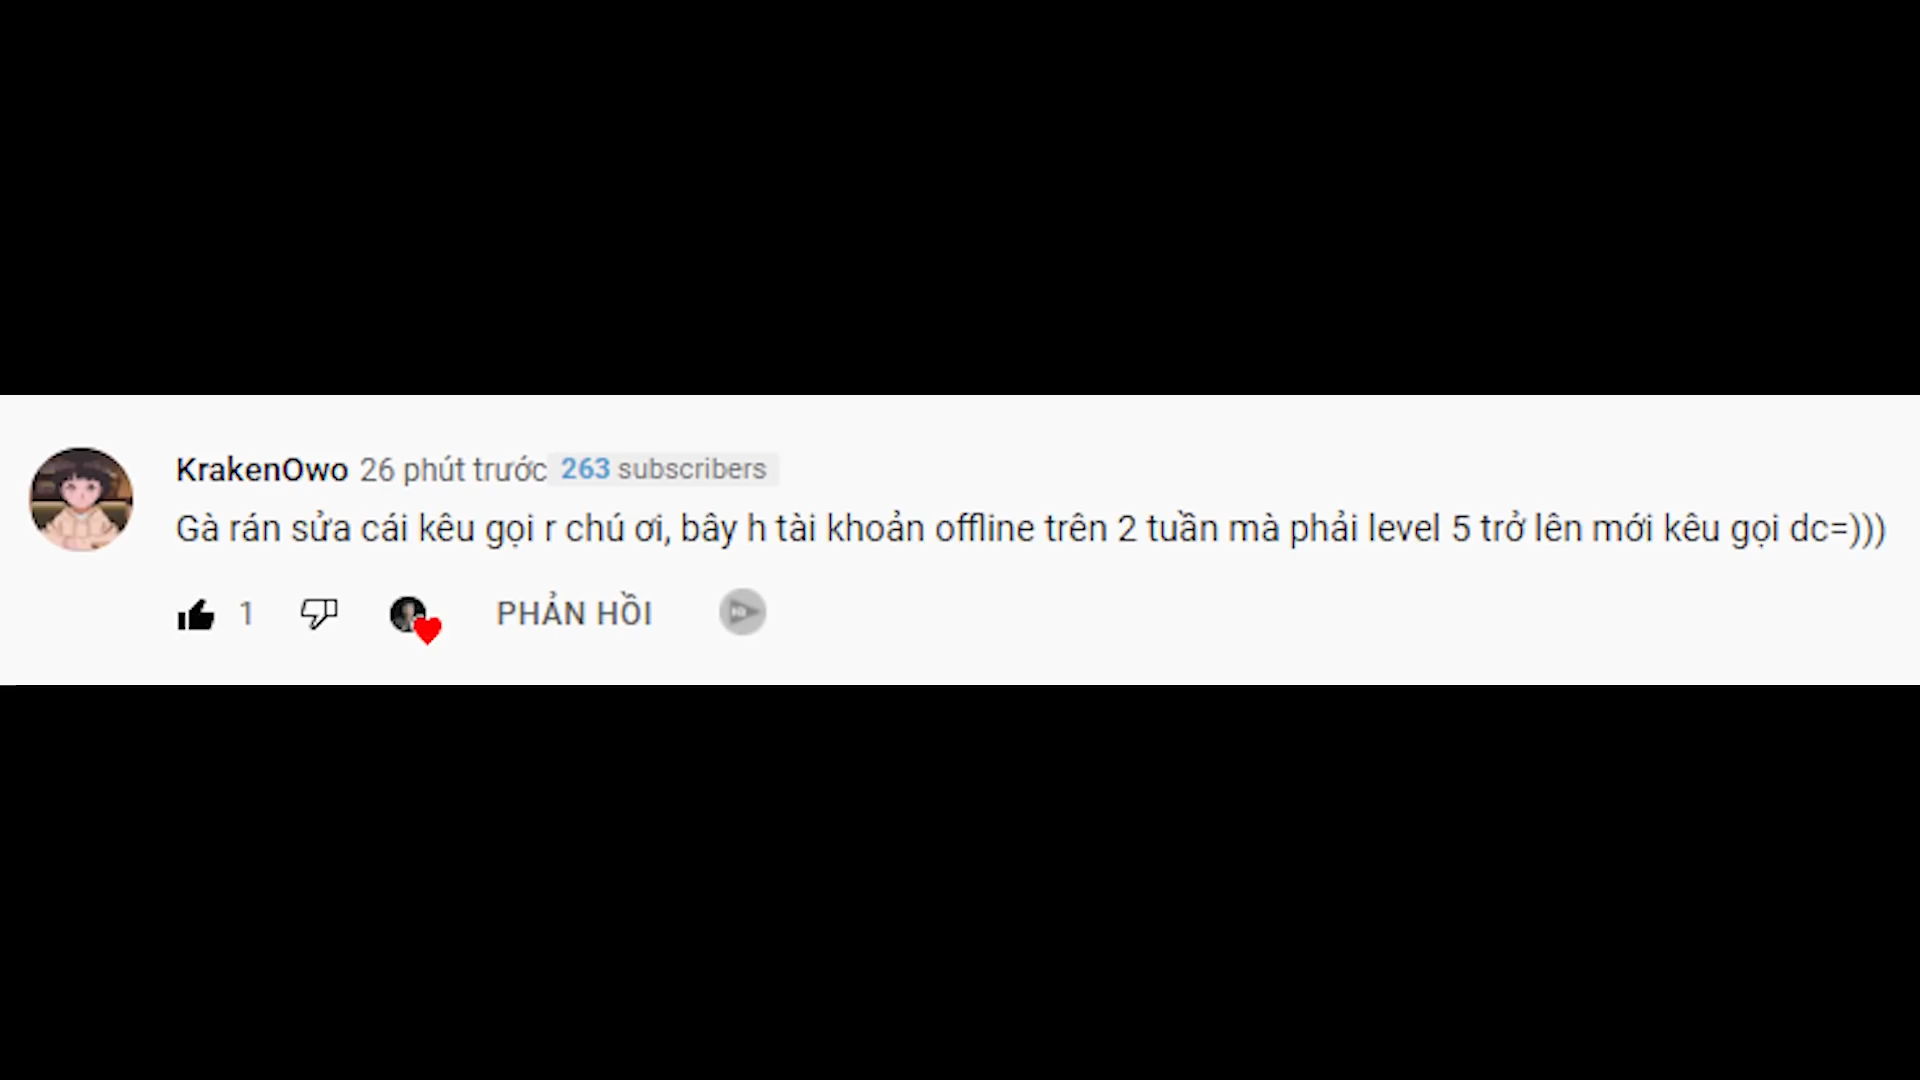 KrakenOwo 26 phút trước 263 subscribers
Gà rán sửa cái kêu gọi r chú ơi, bây h tài khoản offline trên 2 tuần mà phải level 5 trở lên mới kêu gọi dc=)))
1 PHẢN HỒI